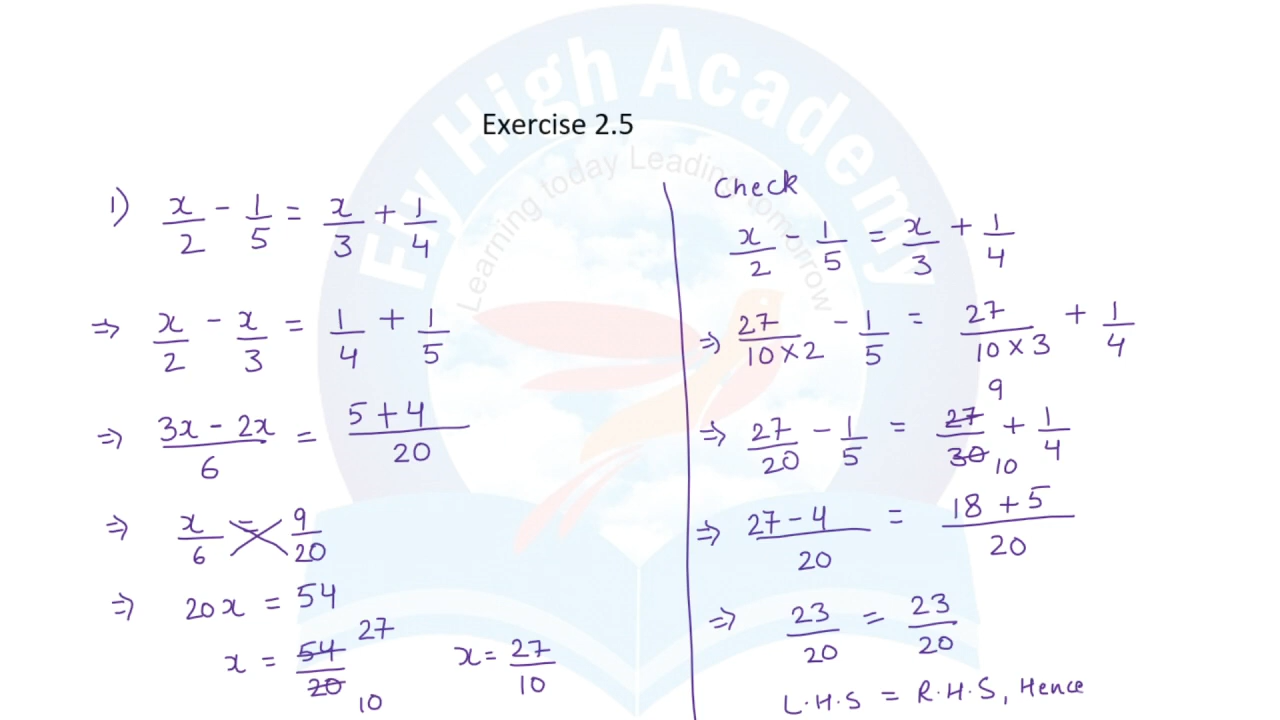 Fly High Academy
Learning today Leading tomorrow
Exercise 2.5
1) x/2 - 1/5 = x/3 + 1/4
⇒ x/2 - x/3 = 1/4 + 1/5
⇒ (3x - 2x)/6 = (5 + 4)/20
⇒ x/6 = 9/20
⇒ 20x = 54
x = 54/20 27 10 x = 27/10
Check
x/2 - 1/5 = x/3 + 1/4
⇒ 27/(10×2) - 1/5 = 27/(10×3) + 1/4
9
⇒ 27/20 - 1/5 = 27/30 10 + 1/4
⇒ (27 - 4)/20 = (18 + 5)/20
⇒ 23/20 = 23/20
L.H.S = R.H.S, Hence